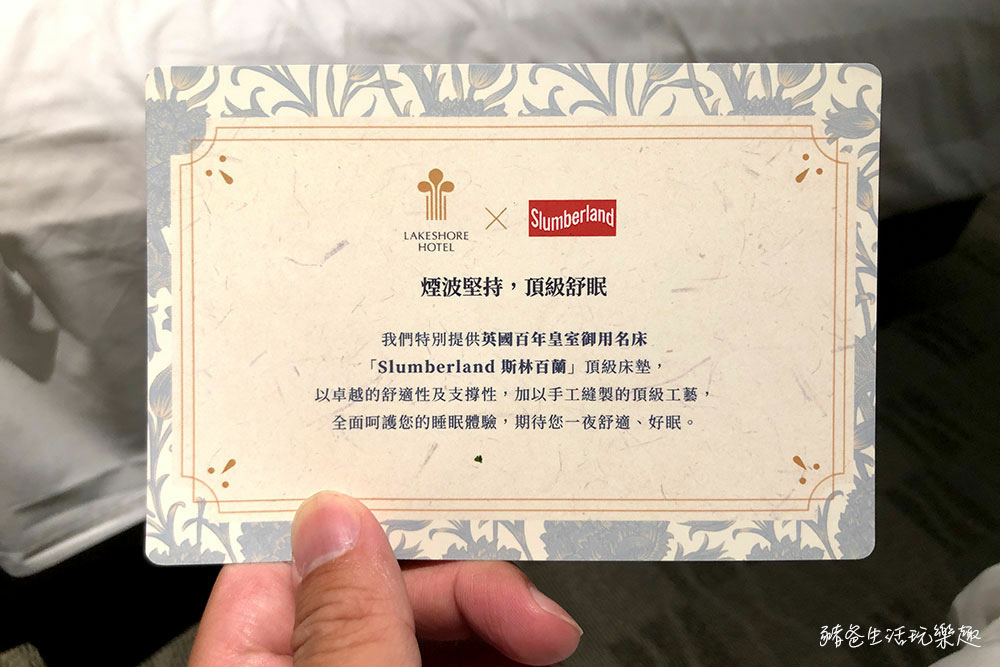 LAKESHORE
HOTEL
Slumberland
煙波堅持，頂級舒眠
我們特別提供英國百年皇室御用名床
「Slumberland 斯林百蘭」頂級床墊，
以卓越的舒適性及支撐性，加以手工縫製的頂級工藝，
全面呵護您的睡眠體驗，期待您一夜舒適、好眠。
豬爸生活玩樂趣